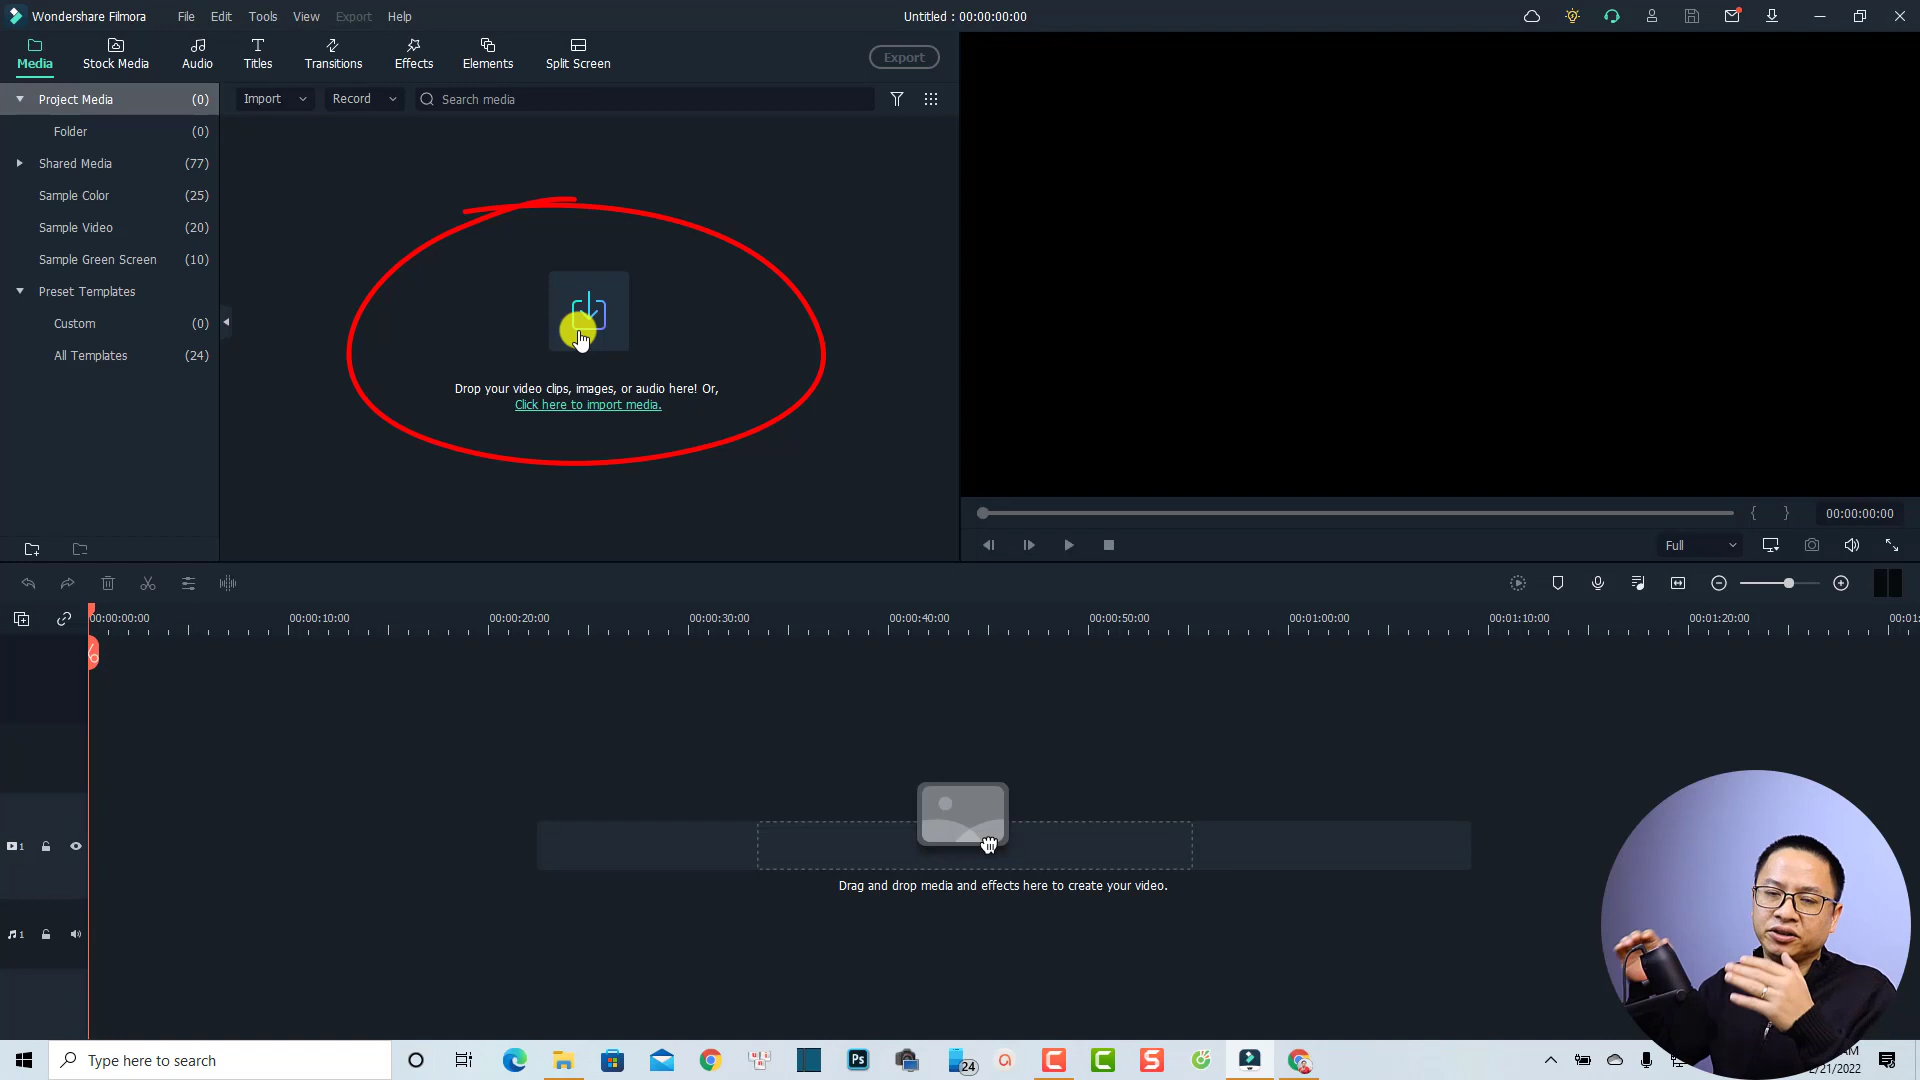 Wondershare Filmora File Edit Tools View Export Help Untitled : 00:00:00:00
Media Stock Media Audio Titles Transitions Effects Elements Split Screen Export
Project Media (0) Import Record Search media
Folder (0)
Shared Media (77)
Sample Color (25)
Sample Video (20)
Sample Green Screen (10)
Preset Templates
Custom (0)
All Templates (24)
Drop your video clips, images, or audio here! Or,
Click here to import media.
{ } 00:00:00:00
Full
00:00:00:00 00:00:10:00 00:00:20:00 00:00:30:00 00:00:40:00 00:00:50:00 00:01:00:00 00:01:10:00 00:01:20:00
1
Drag and drop media and effects here to create your video.
1
Type here to search Ps 24 C C S
AM
/21/2022